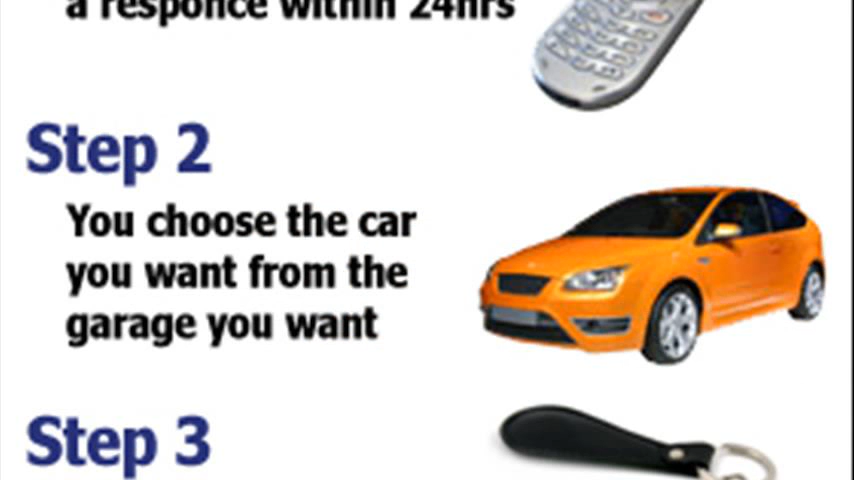 a responce within 24hrs
Step 2
You choose the car
you want from the
garage you want
Step 3